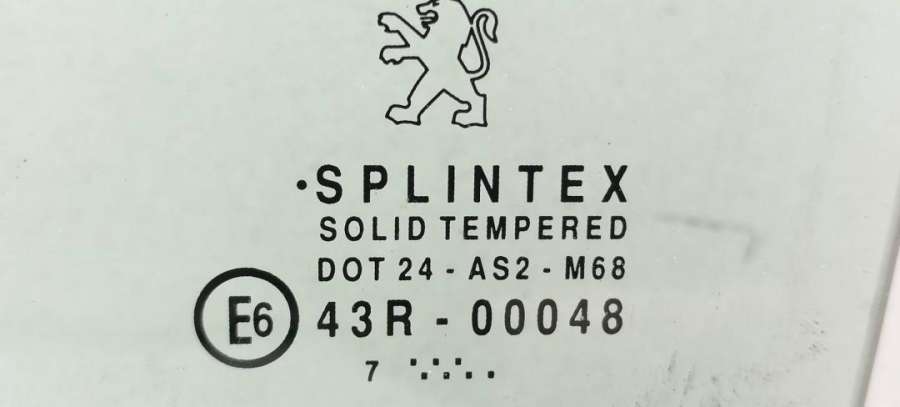 ·SPLINTEX
SOLID TEMPERED
DOT 24 - AS2 - M68
E6 43R - 00048
7